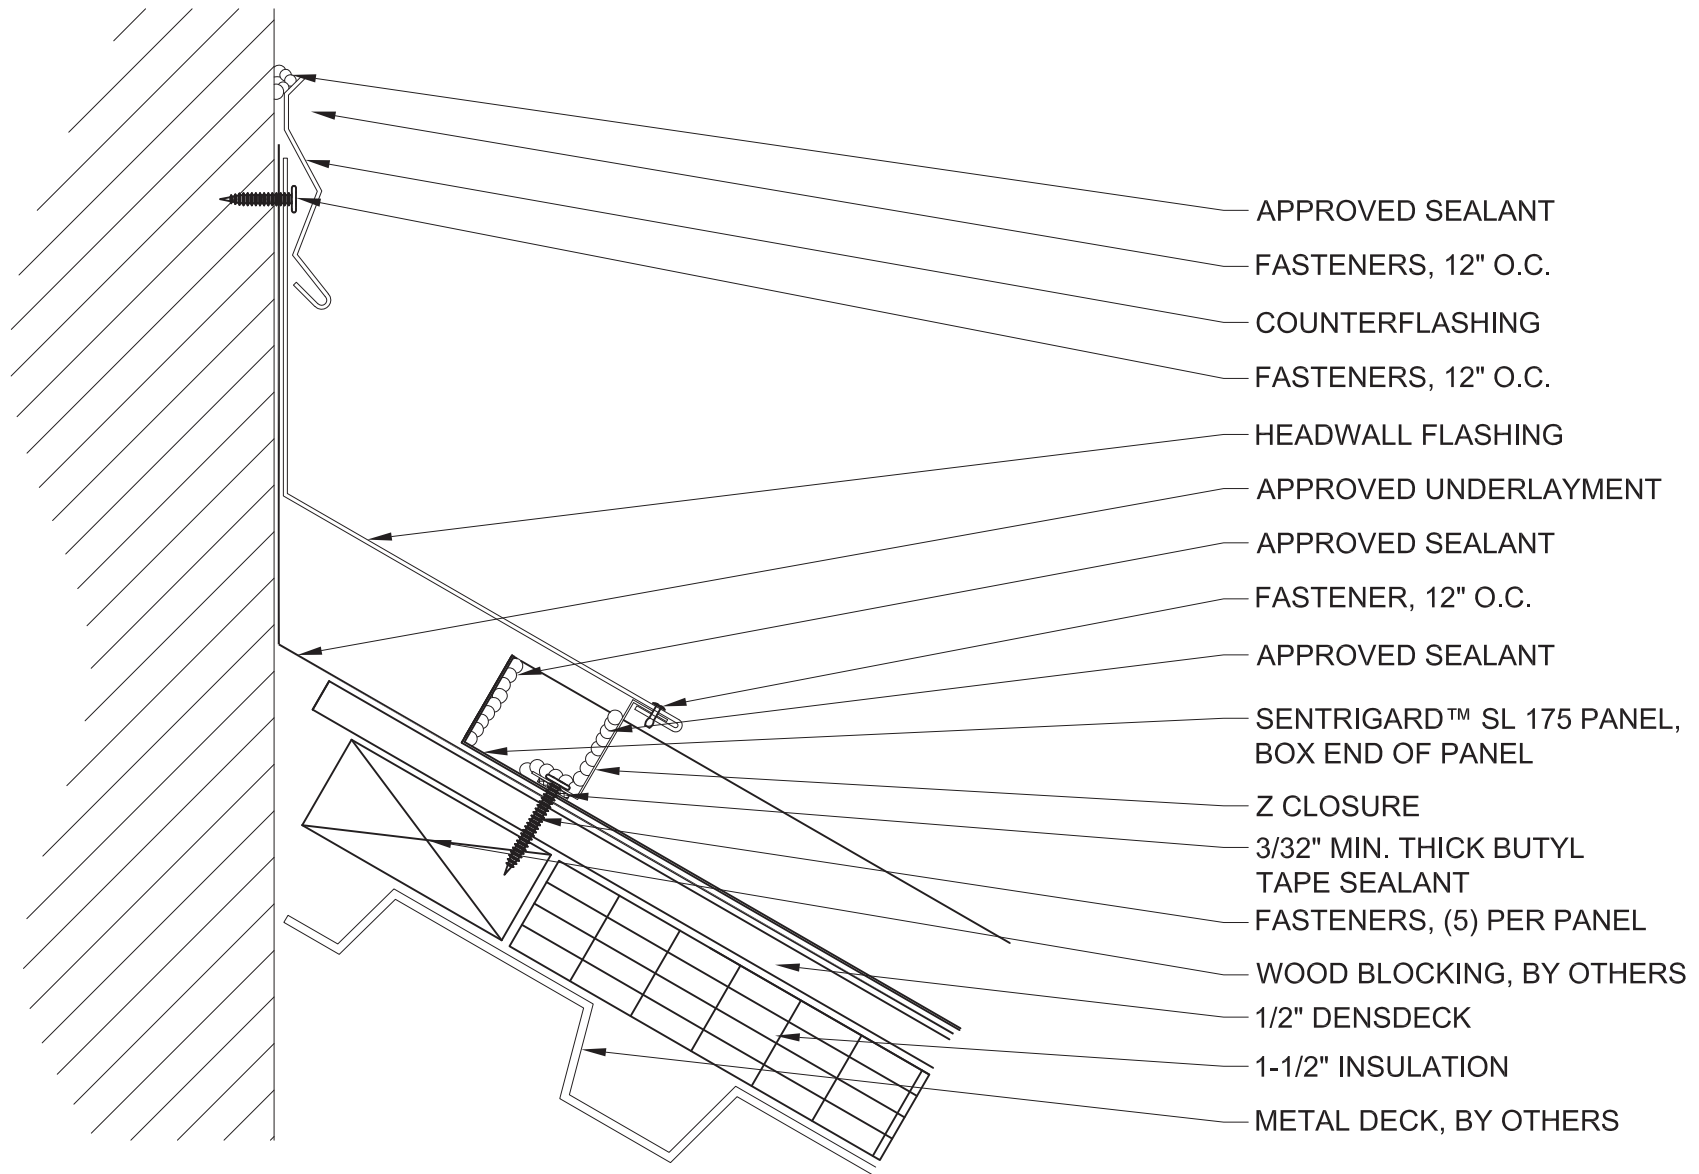 APPROVED SEALANT
FASTENERS, 12" O.C.
COUNTERFLASHING
FASTENERS, 12" O.C.
HEADWALL FLASHING
APPROVED UNDERLAYMENT
APPROVED SEALANT
FASTENER, 12" O.C.
APPROVED SEALANT
SENTRIGARD™ SL 175 PANEL,
BOX END OF PANEL
Z CLOSURE
3/32" MIN. THICK BUTYL
TAPE SEALANT
FASTENERS, (5) PER PANEL
WOOD BLOCKING, BY OTHERS
1/2" DENSDECK
1-1/2" INSULATION
METAL DECK, BY OTHERS